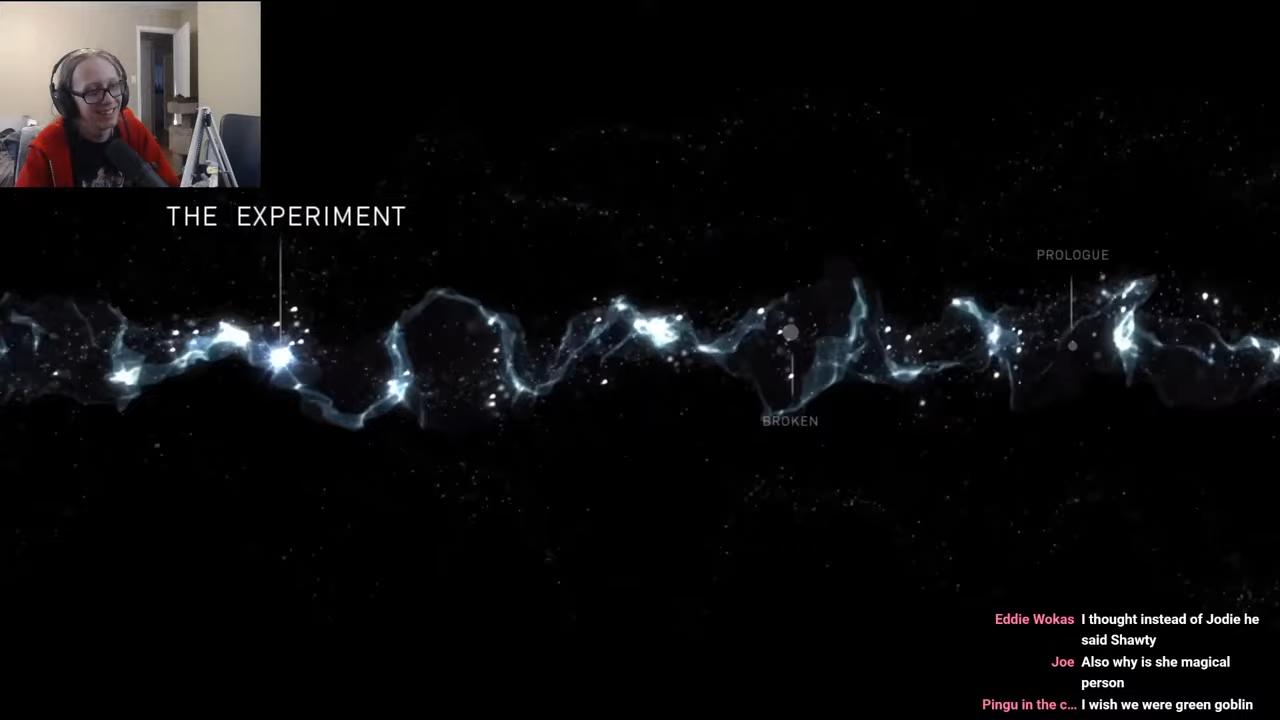 THE EXPERIMENT
PROLOGUE
BROKEN
Eddie Wokas I thought instead of Jodie he
said Shawty
Joe Also why is she magical
person
Pingu in the c... I wish we were green goblin